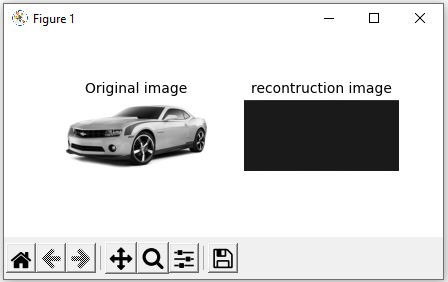 Figure 1
Original image
recontruction image